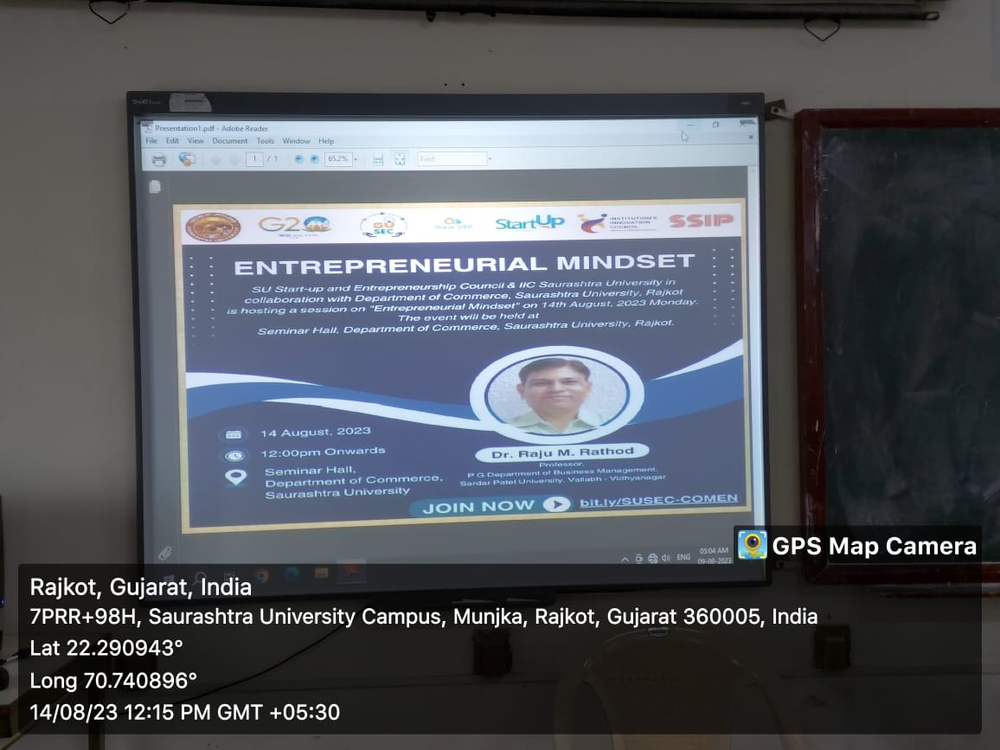 SMART Board
Presentation1.pdf - Adobe Reader
File Edit View Document Tools Window Help
1 / 1 65.2% Find
G20 SU SEC StartUp INSTITUTION'S INNOVATION COUNCIL SSIP
ENTREPRENEURIAL MINDSET
SU Start-up and Entrepreneurship Council & IIC Saurashtra University in
collaboration with Department of Commerce, Saurashtra University, Rajkot
is hosting a session on "Entrepreneurial Mindset" on 14th August, 2023 Monday.
The event will be held at
Seminar Hall, Department of Commerce, Saurashtra University, Rajkot.
14 August, 2023
12:00pm Onwards
Seminar Hall,
Department of Commerce,
Saurashtra University
Dr. Raju M. Rathod
Professor,
P G Department of Business Management,
Sardar Patel University, Vallabh - Vidhyanagar
JOIN NOW bit.ly/SUSEC-COMEN
ENG 05:04 AM
09-08-2023
GPS Map Camera
Rajkot, Gujarat, India
7PRR+98H, Saurashtra University Campus, Munjka, Rajkot, Gujarat 360005, India
Lat 22.290943°
Long 70.740896°
14/08/23 12:15 PM GMT +05:30